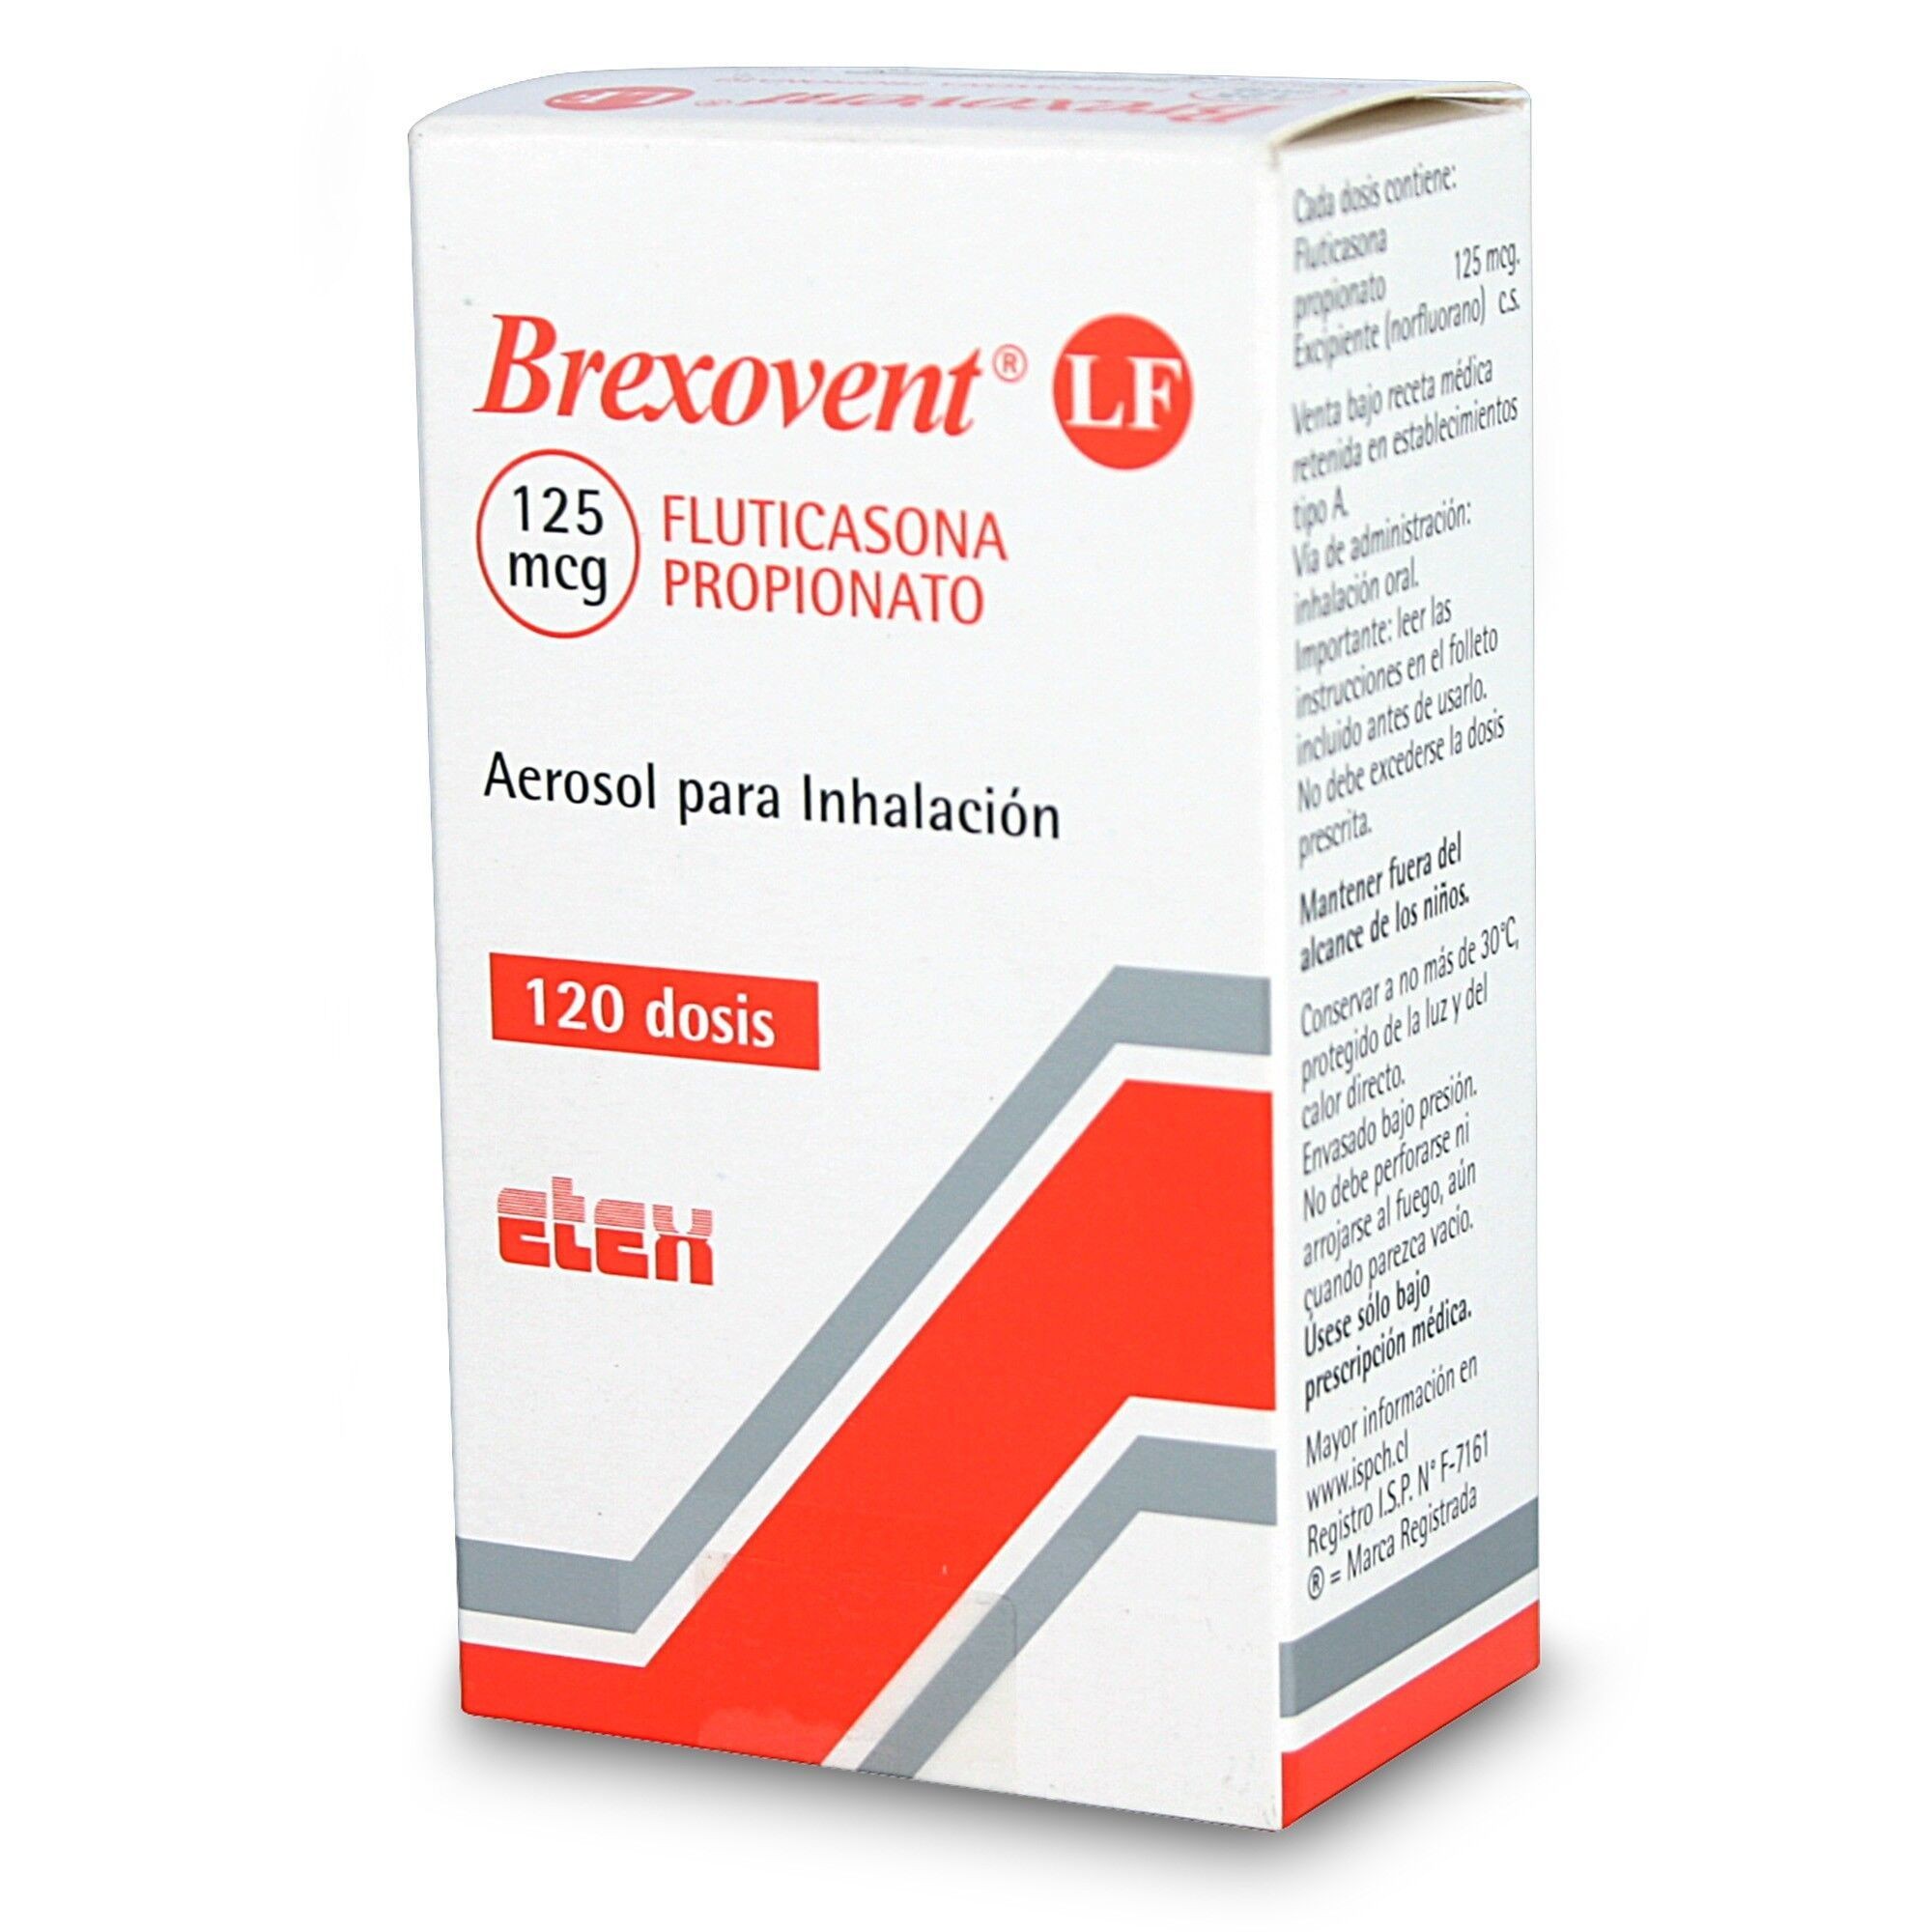 Brexovent® LF
Brexovent® LF
125 mcg
FLUTICASONA
PROPIONATO
Aerosol para Inhalación
120 dosis
etex
Cada dosis contiene:
Fluticasona
propionato 125 mcg.
Excipiente (norfluorano) c.s.
Venta bajo receta médica
retenida en establecimientos
tipo A.
Vía de administración:
inhalación oral.
Importante: leer las
instrucciones en el folleto
incluido antes de usarlo.
No debe excederse la dosis
prescrita.
Mantener fuera del
alcance de los niños.
Conservar a no más de 30°C,
protegido de la luz y del
calor directo.
Envasado bajo presión.
No debe perforarse ni
arrojarse al fuego, aún
cuando parezca vacío.
Úsese sólo bajo
prescripción médica.
Mayor información en
www.ispch.cl
Registro I.S.P. N° F-7161
® = Marca Registrada